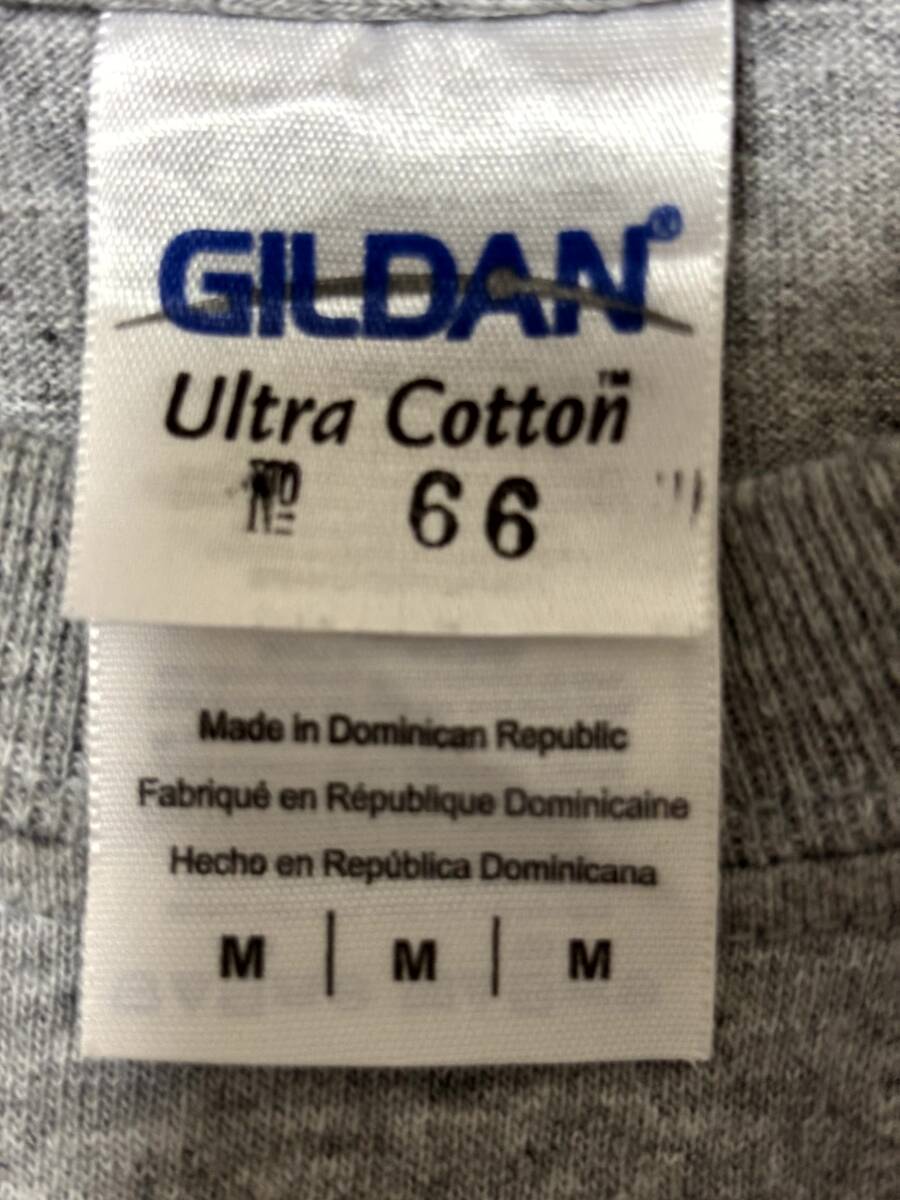 GILDAN®
Ultra Cotton™
№ 66
Made in Dominican Republic
Fabriqué en République Dominicaine
Hecho en República Dominicana
M | M | M